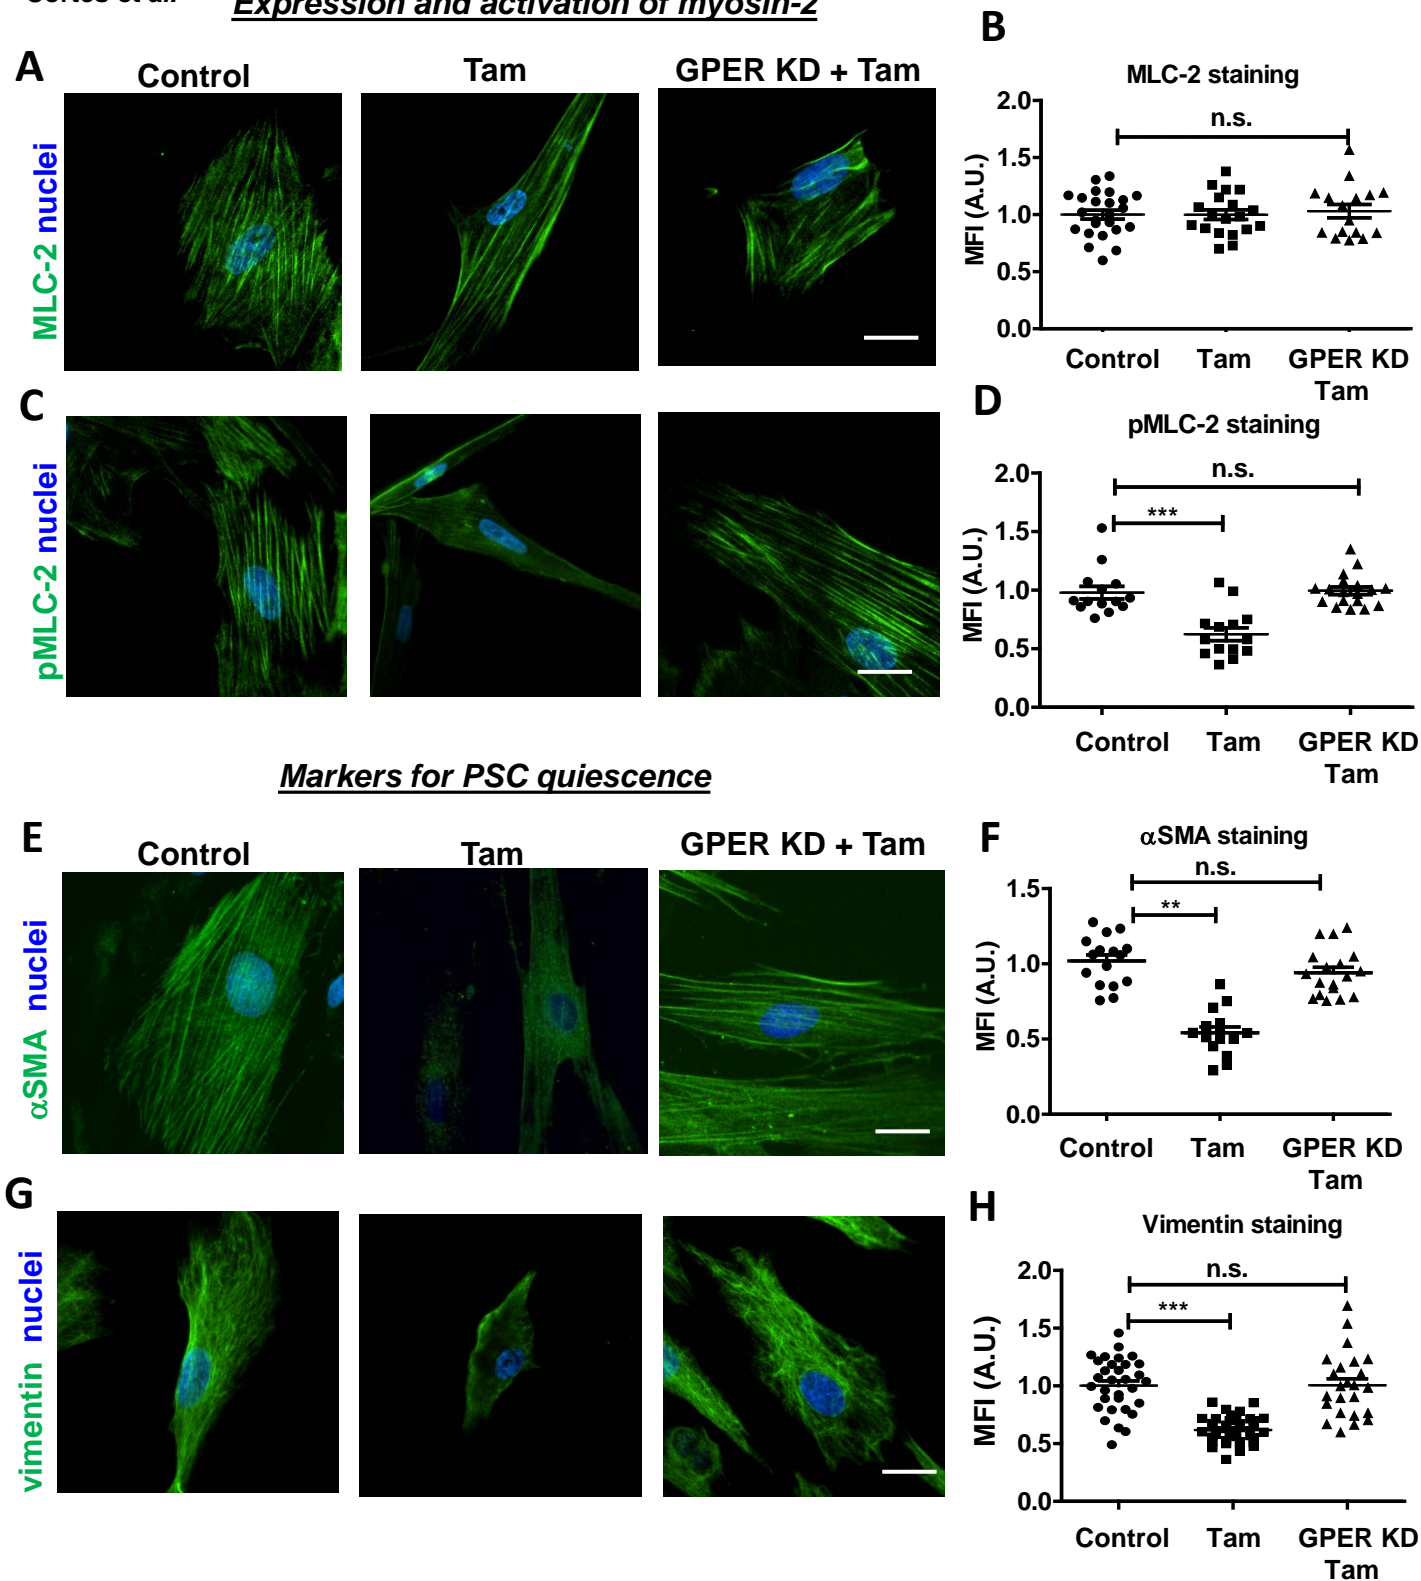 Cortes et al.
Expression and activation of myosin-2
A
Control
Tam
GPER KD + Tam
MLC-2 nuclei
B
MLC-2 staining
n.s.
MFI (A.U.)
2.0
1.5
1.0
0.5
0.0
Control
Tam
GPER KD
Tam
C
pMLC-2 nuclei
D
pMLC-2 staining
n.s.
***
MFI (A.U.)
2.0
1.5
1.0
0.5
0.0
Control
Tam
GPER KD
Tam
Markers for PSC quiescence
E
Control
Tam
GPER KD + Tam
αSMA nuclei
F
αSMA staining
n.s.
**
MFI (A.U.)
1.5
1.0
0.5
0.0
Control
Tam
GPER KD
Tam
G
vimentin nuclei
H
Vimentin staining
n.s.
***
MFI (A.U.)
2.0
1.5
1.0
0.5
0.0
Control
Tam
GPER KD
Tam